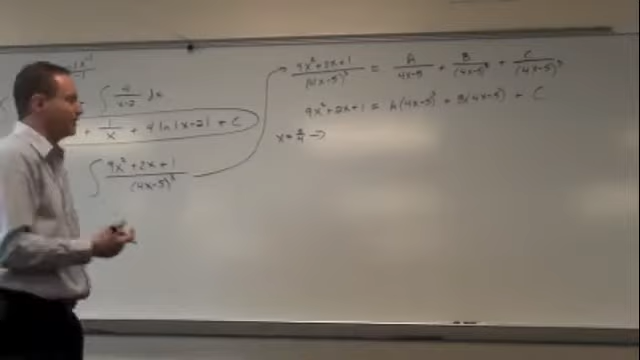 ∫ 4/(x-2) dx
+ 1/x + 4 ln|x-2| + C
∫ (9x² + 2x + 1)/(4x-5)³
(9x² + 2x + 1)/(4x-5)³ = A/(4x-5) + B/(4x-5)² + C/(4x-5)³
9x² + 2x + 1 = A(4x-5)² + B(4x-5) + C
x = 5/4 →